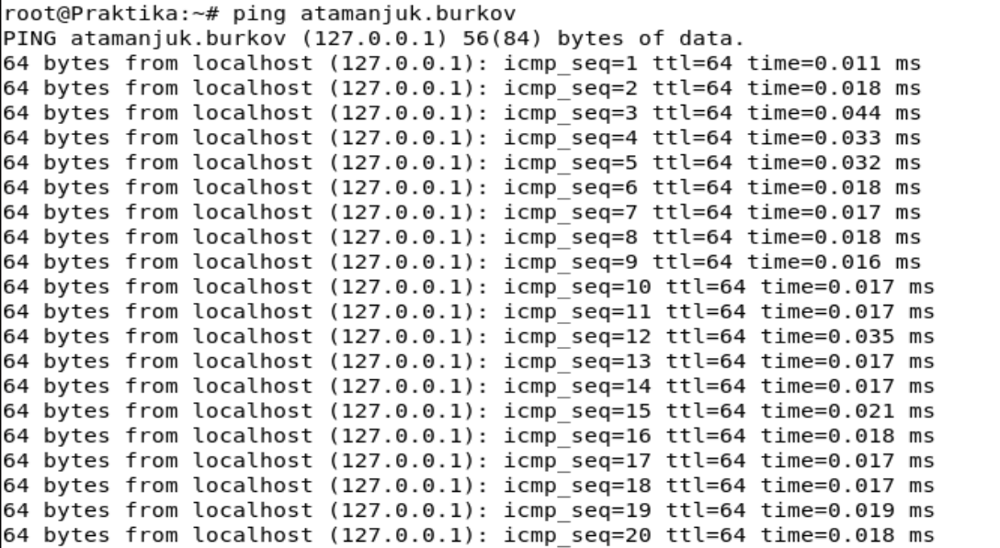 root@Praktika:~# ping atamanjuk.burkov
PING atamanjuk.burkov (127.0.0.1) 56(84) bytes of data.
64 bytes from localhost (127.0.0.1): icmp_seq=1 ttl=64 time=0.011 ms
64 bytes from localhost (127.0.0.1): icmp_seq=2 ttl=64 time=0.018 ms
64 bytes from localhost (127.0.0.1): icmp_seq=3 ttl=64 time=0.044 ms
64 bytes from localhost (127.0.0.1): icmp_seq=4 ttl=64 time=0.033 ms
64 bytes from localhost (127.0.0.1): icmp_seq=5 ttl=64 time=0.032 ms
64 bytes from localhost (127.0.0.1): icmp_seq=6 ttl=64 time=0.018 ms
64 bytes from localhost (127.0.0.1): icmp_seq=7 ttl=64 time=0.017 ms
64 bytes from localhost (127.0.0.1): icmp_seq=8 ttl=64 time=0.018 ms
64 bytes from localhost (127.0.0.1): icmp_seq=9 ttl=64 time=0.016 ms
64 bytes from localhost (127.0.0.1): icmp_seq=10 ttl=64 time=0.017 ms
64 bytes from localhost (127.0.0.1): icmp_seq=11 ttl=64 time=0.017 ms
64 bytes from localhost (127.0.0.1): icmp_seq=12 ttl=64 time=0.035 ms
64 bytes from localhost (127.0.0.1): icmp_seq=13 ttl=64 time=0.017 ms
64 bytes from localhost (127.0.0.1): icmp_seq=14 ttl=64 time=0.017 ms
64 bytes from localhost (127.0.0.1): icmp_seq=15 ttl=64 time=0.021 ms
64 bytes from localhost (127.0.0.1): icmp_seq=16 ttl=64 time=0.018 ms
64 bytes from localhost (127.0.0.1): icmp_seq=17 ttl=64 time=0.017 ms
64 bytes from localhost (127.0.0.1): icmp_seq=18 ttl=64 time=0.017 ms
64 bytes from localhost (127.0.0.1): icmp_seq=19 ttl=64 time=0.019 ms
64 bytes from localhost (127.0.0.1): icmp_seq=20 ttl=64 time=0.018 ms